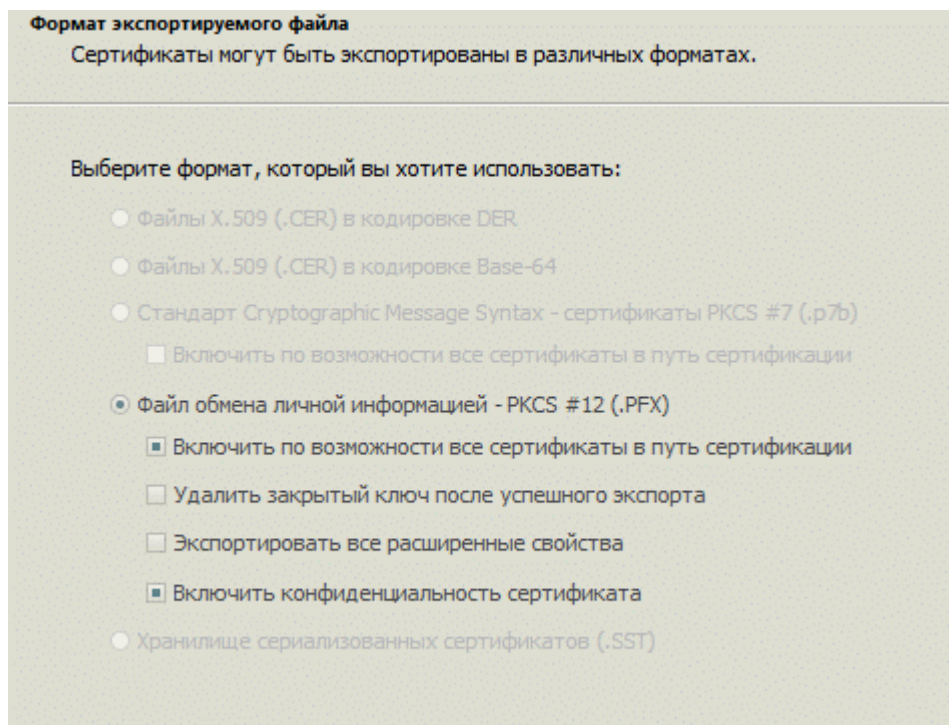 Формат экспортируемого файла
Сертификаты могут быть экспортированы в различных форматах.
Выберите формат, который вы хотите использовать:
Файлы X.509 (.CER) в кодировке DER
Файлы X.509 (.CER) в кодировке Base-64
Стандарт Cryptographic Message Syntax - сертификаты PKCS #7 (.p7b)
Включить по возможности все сертификаты в путь сертификации
Файл обмена личной информацией - PKCS #12 (.PFX)
Включить по возможности все сертификаты в путь сертификации
Удалить закрытый ключ после успешного экспорта
Экспортировать все расширенные свойства
Включить конфиденциальность сертификата
Хранилище сериализованных сертификатов (.SST)